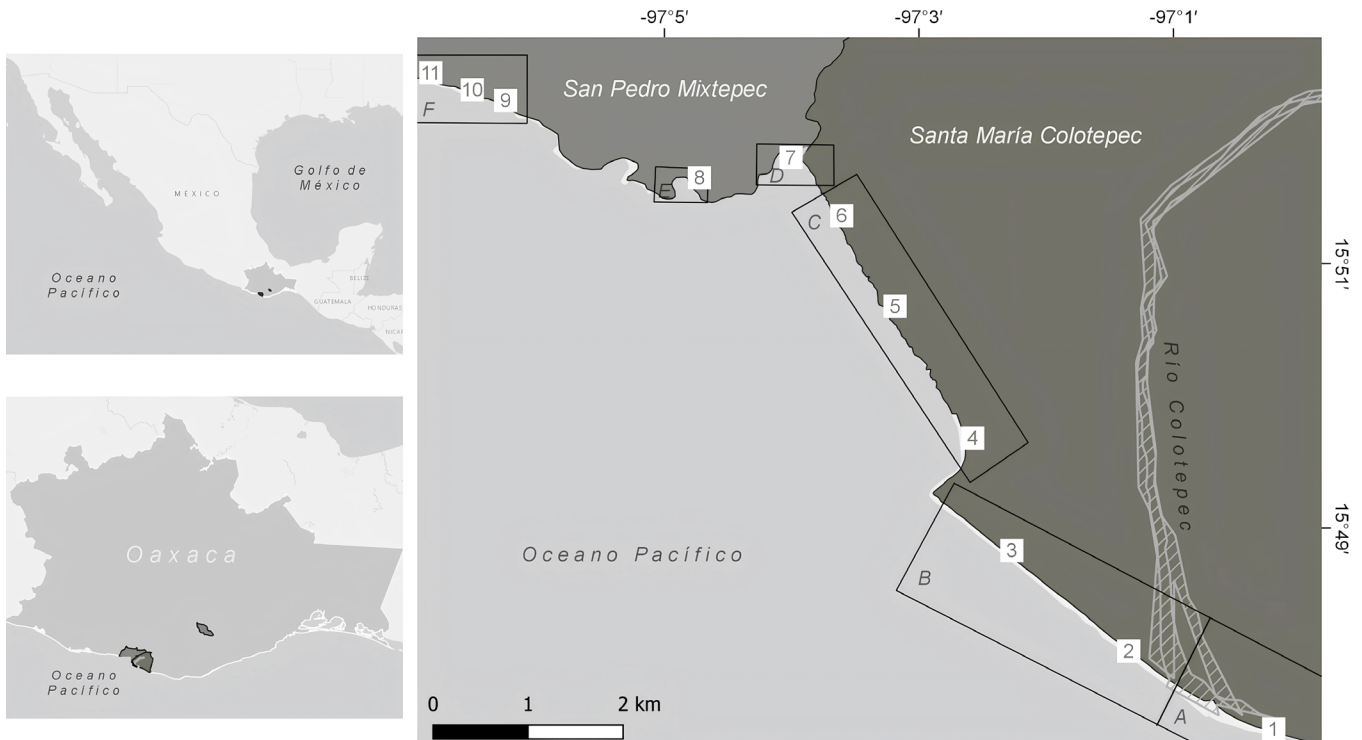 -97°5'
-97°3'
-97°1'
MÉXICO
Golfo de
México
Oceano
Pacífico
BELIZE
GUATEMALA
HONDURAS
NICAR
Oaxaca
Oceano
Pacífico
11
10
9
F
San Pedro Mixtepec
Santa María Colotepec
7
D
8
E
C
6
15°51'
5
Río Colotepec
4
15°49'
3
Oceano Pacífico
B
2
A
1
0
1
2 km